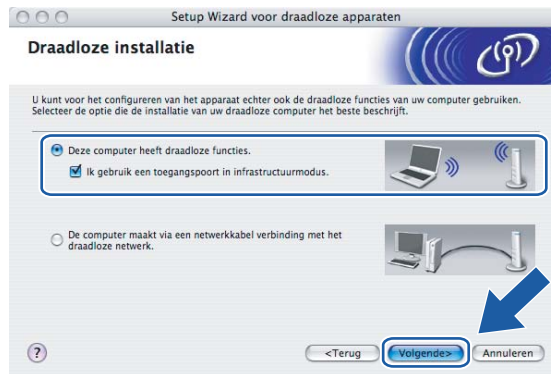 Setup Wizard voor draadloze apparaten
Draadloze installatie
U kunt voor het configureren van het apparaat echter ook de draadloze functies van uw computer gebruiken.
Selecteer de optie die de installatie van uw draadloze computer het beste beschrijft.
Deze computer heeft draadloze functies.
Ik gebruik een toegangspoort in infrastructuurmodus.
De computer maakt via een netwerkkabel verbinding met het
draadloze netwerk.
? <Terug Volgende> Annuleren